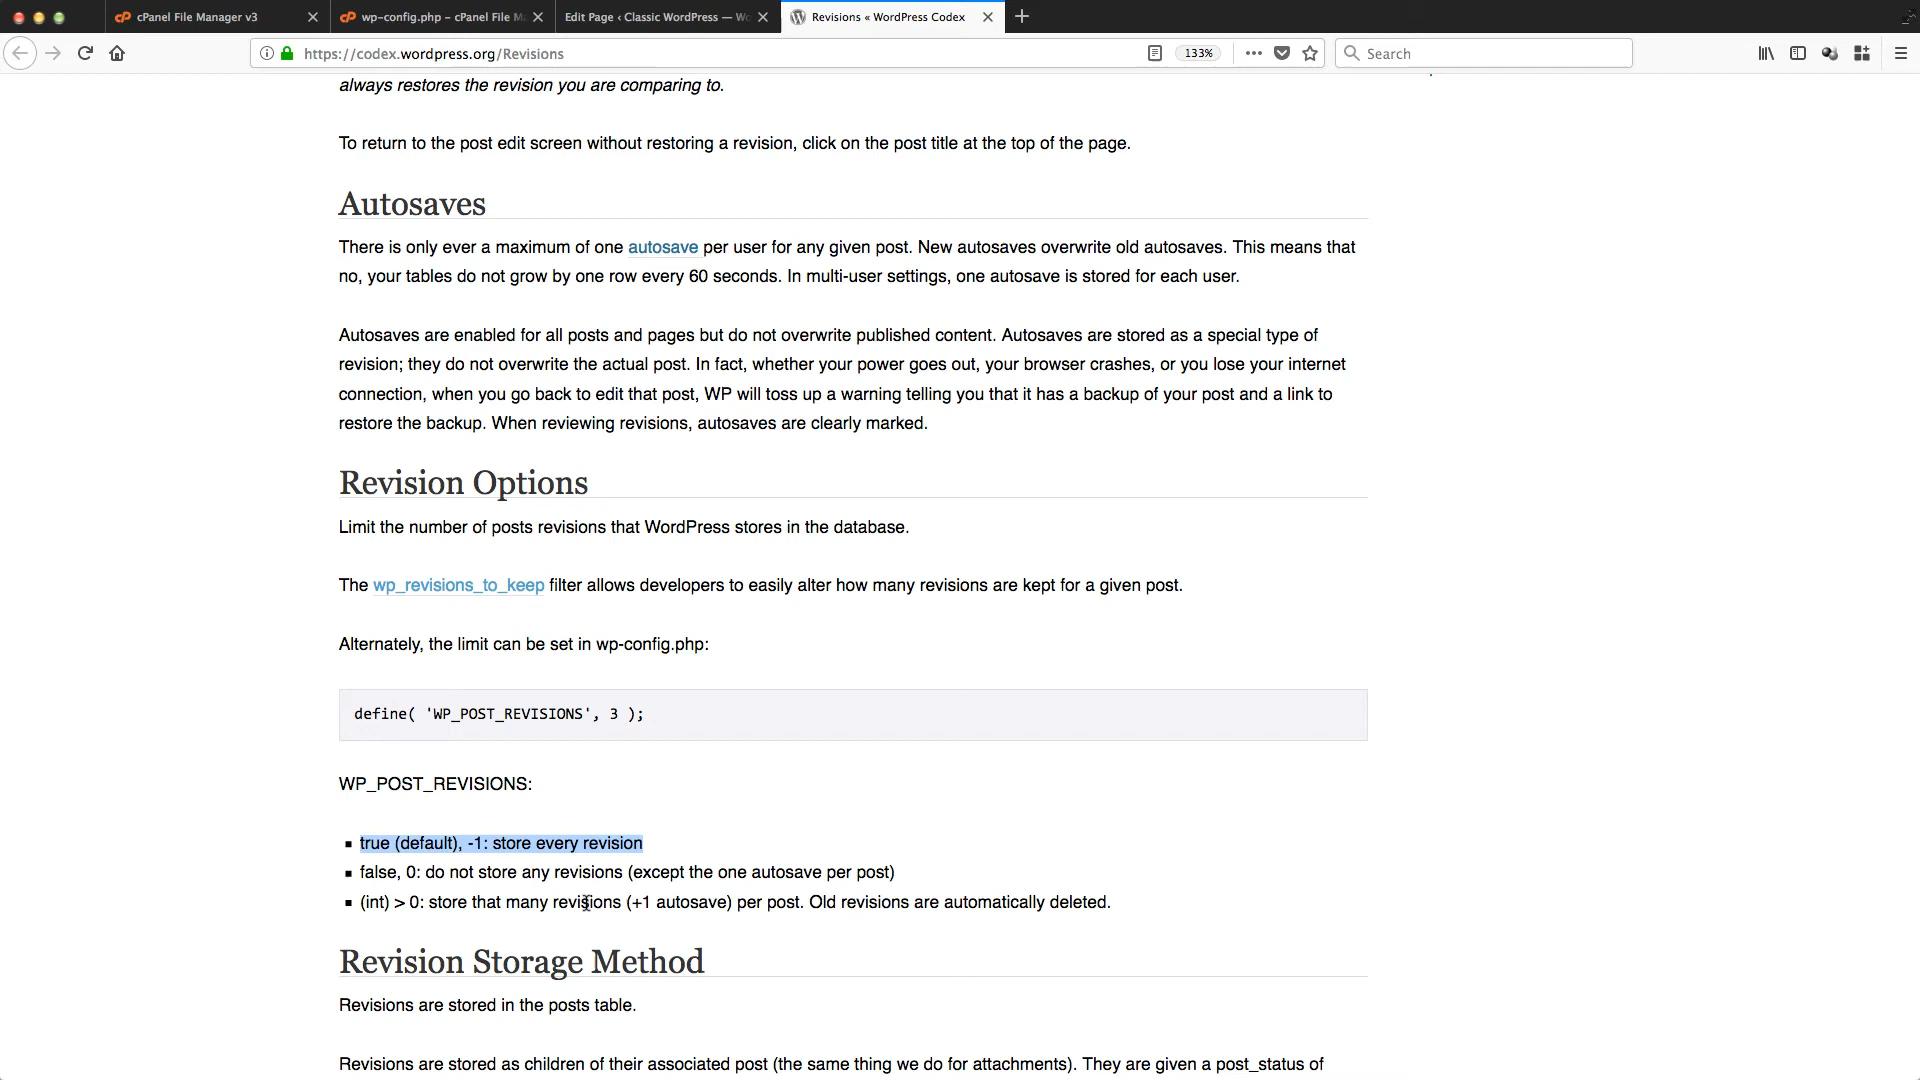 cPanel File Manager v3
wp-config.php – cPanel File M
Edit Page ‹ Classic WordPress — Wo
Revisions « WordPress Codex
https://codex.wordpress.org/Revisions
133%
Search
always restores the revision you are comparing to.
To return to the post edit screen without restoring a revision, click on the post title at the top of the page.
Autosaves
There is only ever a maximum of one autosave per user for any given post. New autosaves overwrite old autosaves. This means that
no, your tables do not grow by one row every 60 seconds. In multi-user settings, one autosave is stored for each user.
Autosaves are enabled for all posts and pages but do not overwrite published content. Autosaves are stored as a special type of
revision; they do not overwrite the actual post. In fact, whether your power goes out, your browser crashes, or you lose your internet
connection, when you go back to edit that post, WP will toss up a warning telling you that it has a backup of your post and a link to
restore the backup. When reviewing revisions, autosaves are clearly marked.
Revision Options
Limit the number of posts revisions that WordPress stores in the database.
The wp_revisions_to_keep filter allows developers to easily alter how many revisions are kept for a given post.
Alternately, the limit can be set in wp-config.php:
define( 'WP_POST_REVISIONS', 3 );
WP_POST_REVISIONS:
▪ true (default), -1: store every revision
▪ false, 0: do not store any revisions (except the one autosave per post)
▪ (int) > 0: store that many revisions (+1 autosave) per post. Old revisions are automatically deleted.
Revision Storage Method
Revisions are stored in the posts table.
Revisions are stored as children of their associated post (the same thing we do for attachments). They are given a post_status of